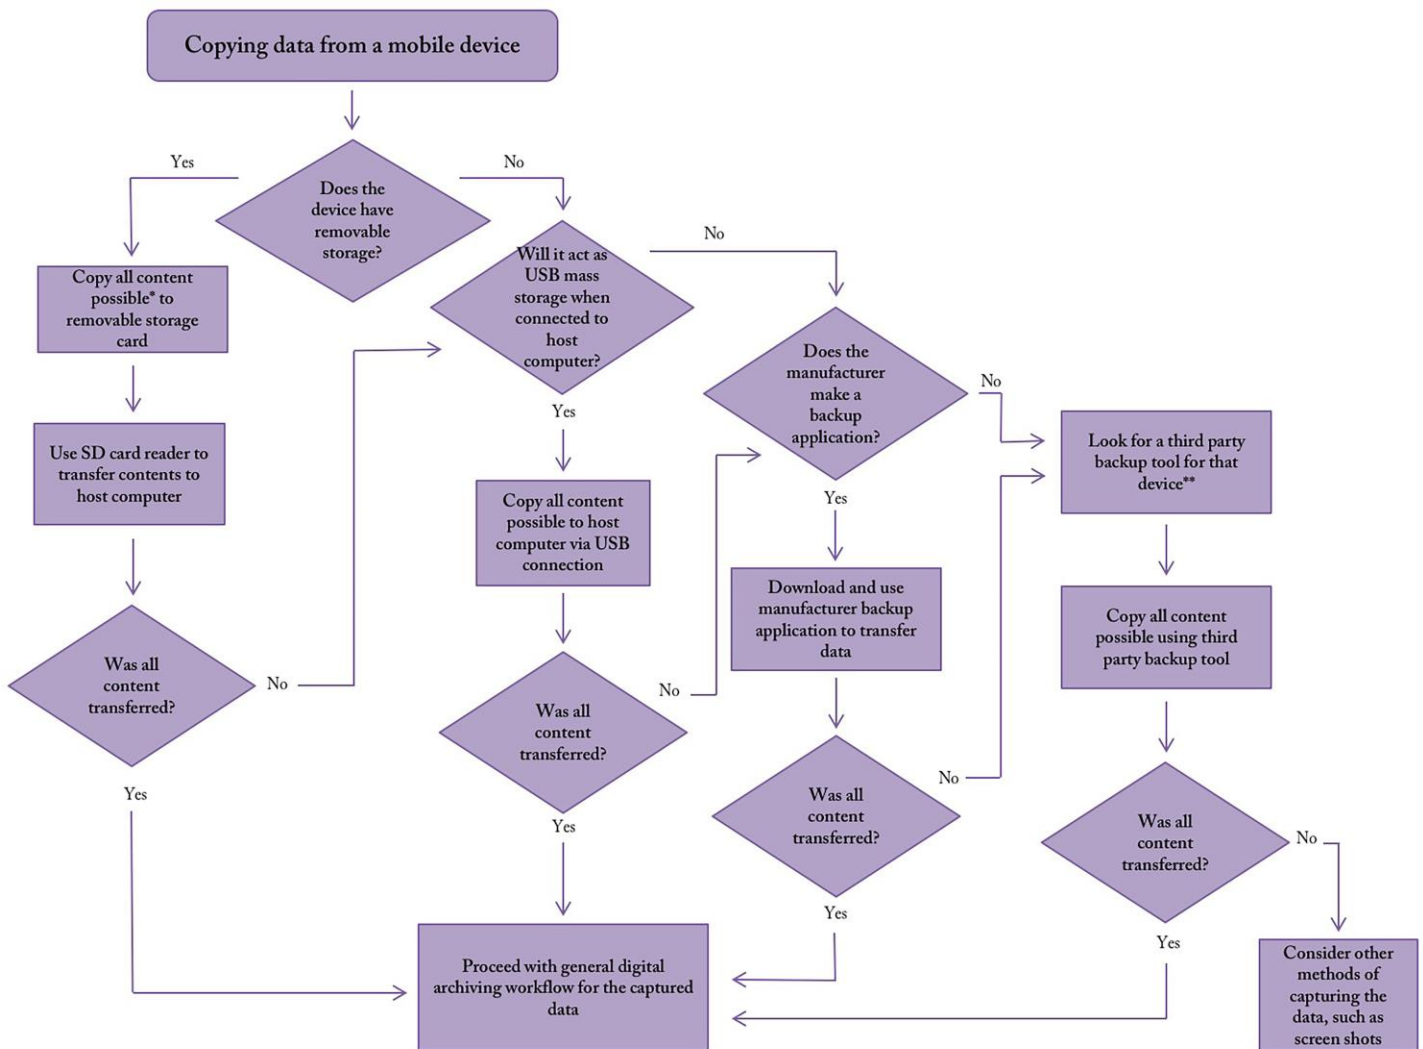 Copying data from a mobile device
Yes
No
Does the
device have
removable
storage?
No
Copy all content
possible* to
removable storage
card
Will it act as
USB mass
storage when
connected to
host
computer?
Does the
manufacturer
make a
backup
application?
No
Yes
Use SD card reader to
transfer contents to
host computer
Look for a third party
backup tool for that
device**
Yes
Copy all content
possible to host
computer via USB
connection
Download and use
manufacturer backup
application to transfer
data
Copy all content
possible using third
party backup tool
Was all
content
transferred?
No
No
Was all
content
transferred?
No
Was all
content
transferred?
Was all
content
transferred?
No
Yes
Yes
Yes
Yes
Proceed with general digital
archiving workflow for the captured
data
Consider other
methods of
capturing the
data, such as
screen shots